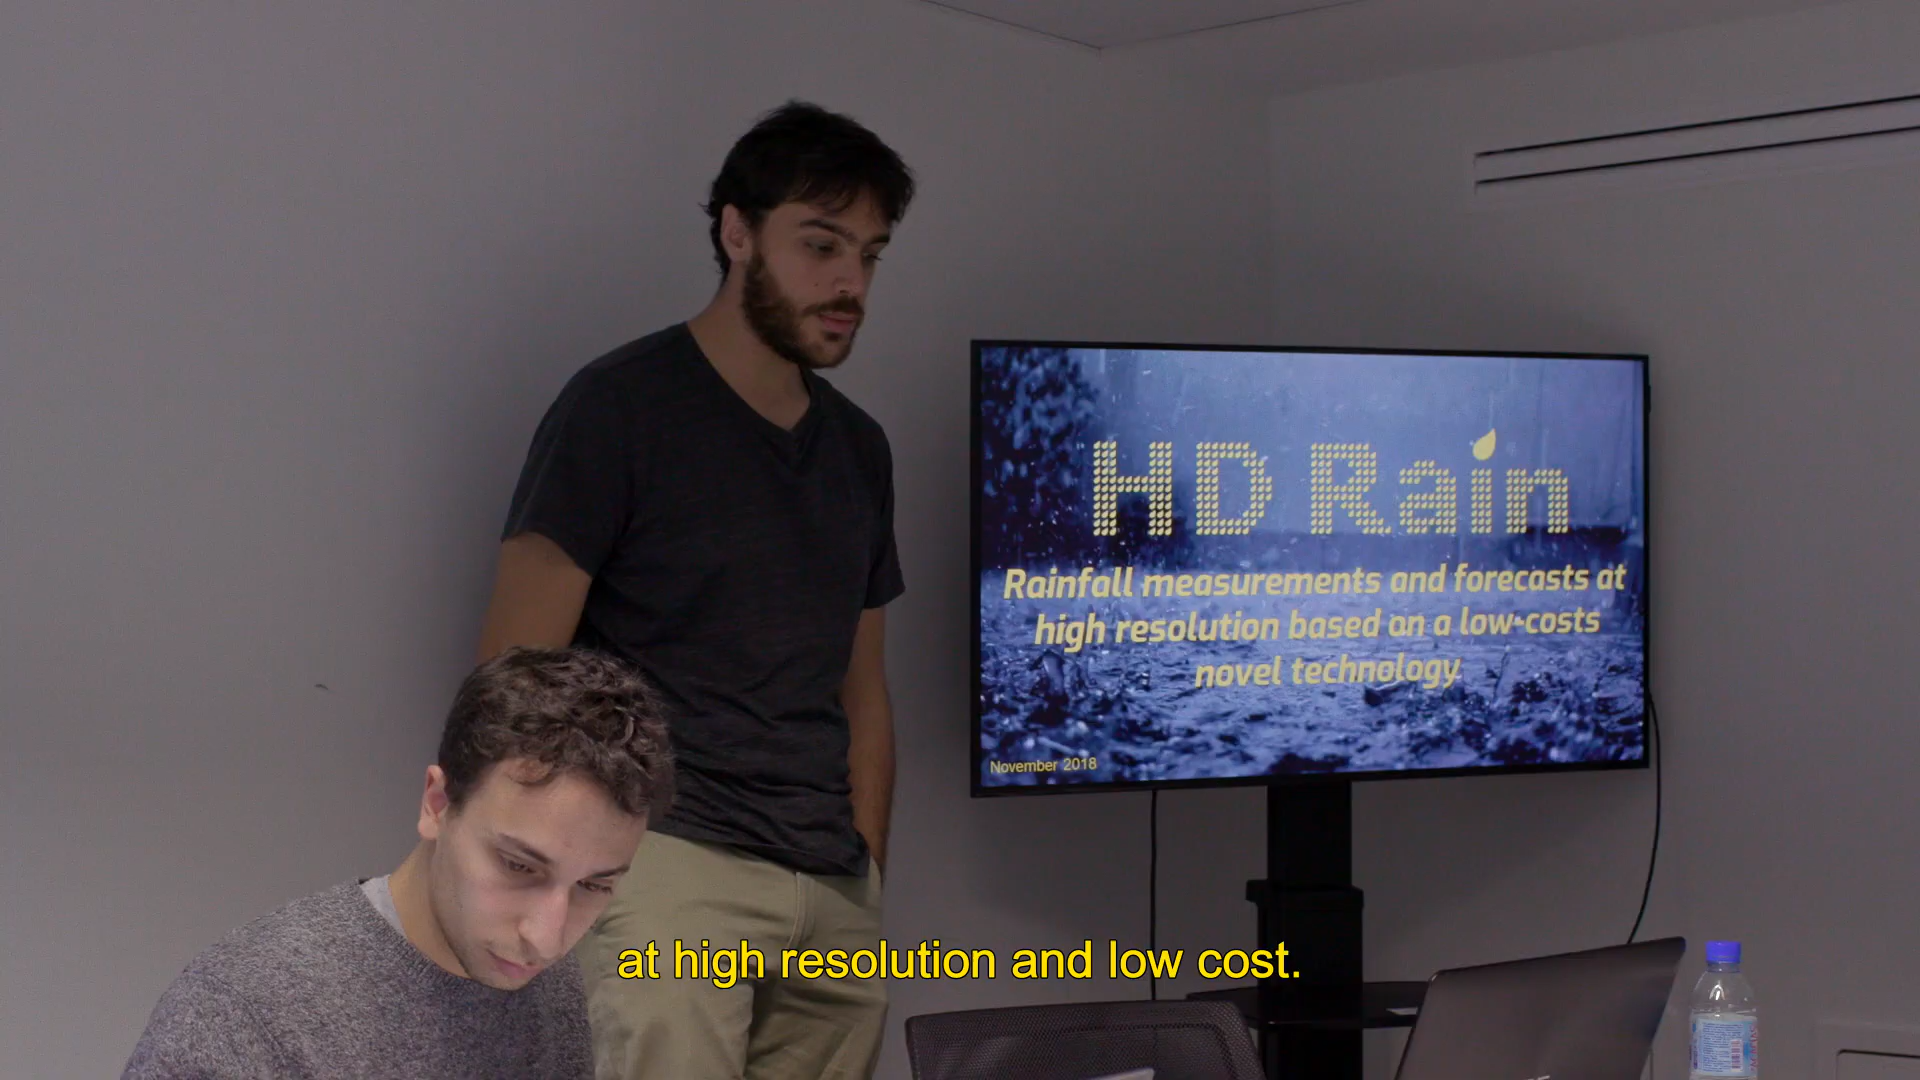 HD Rain
Rainfall measurements and forecasts at
high resolution based on a low-costs
novel technology
November 2018
at high resolution and low cost.